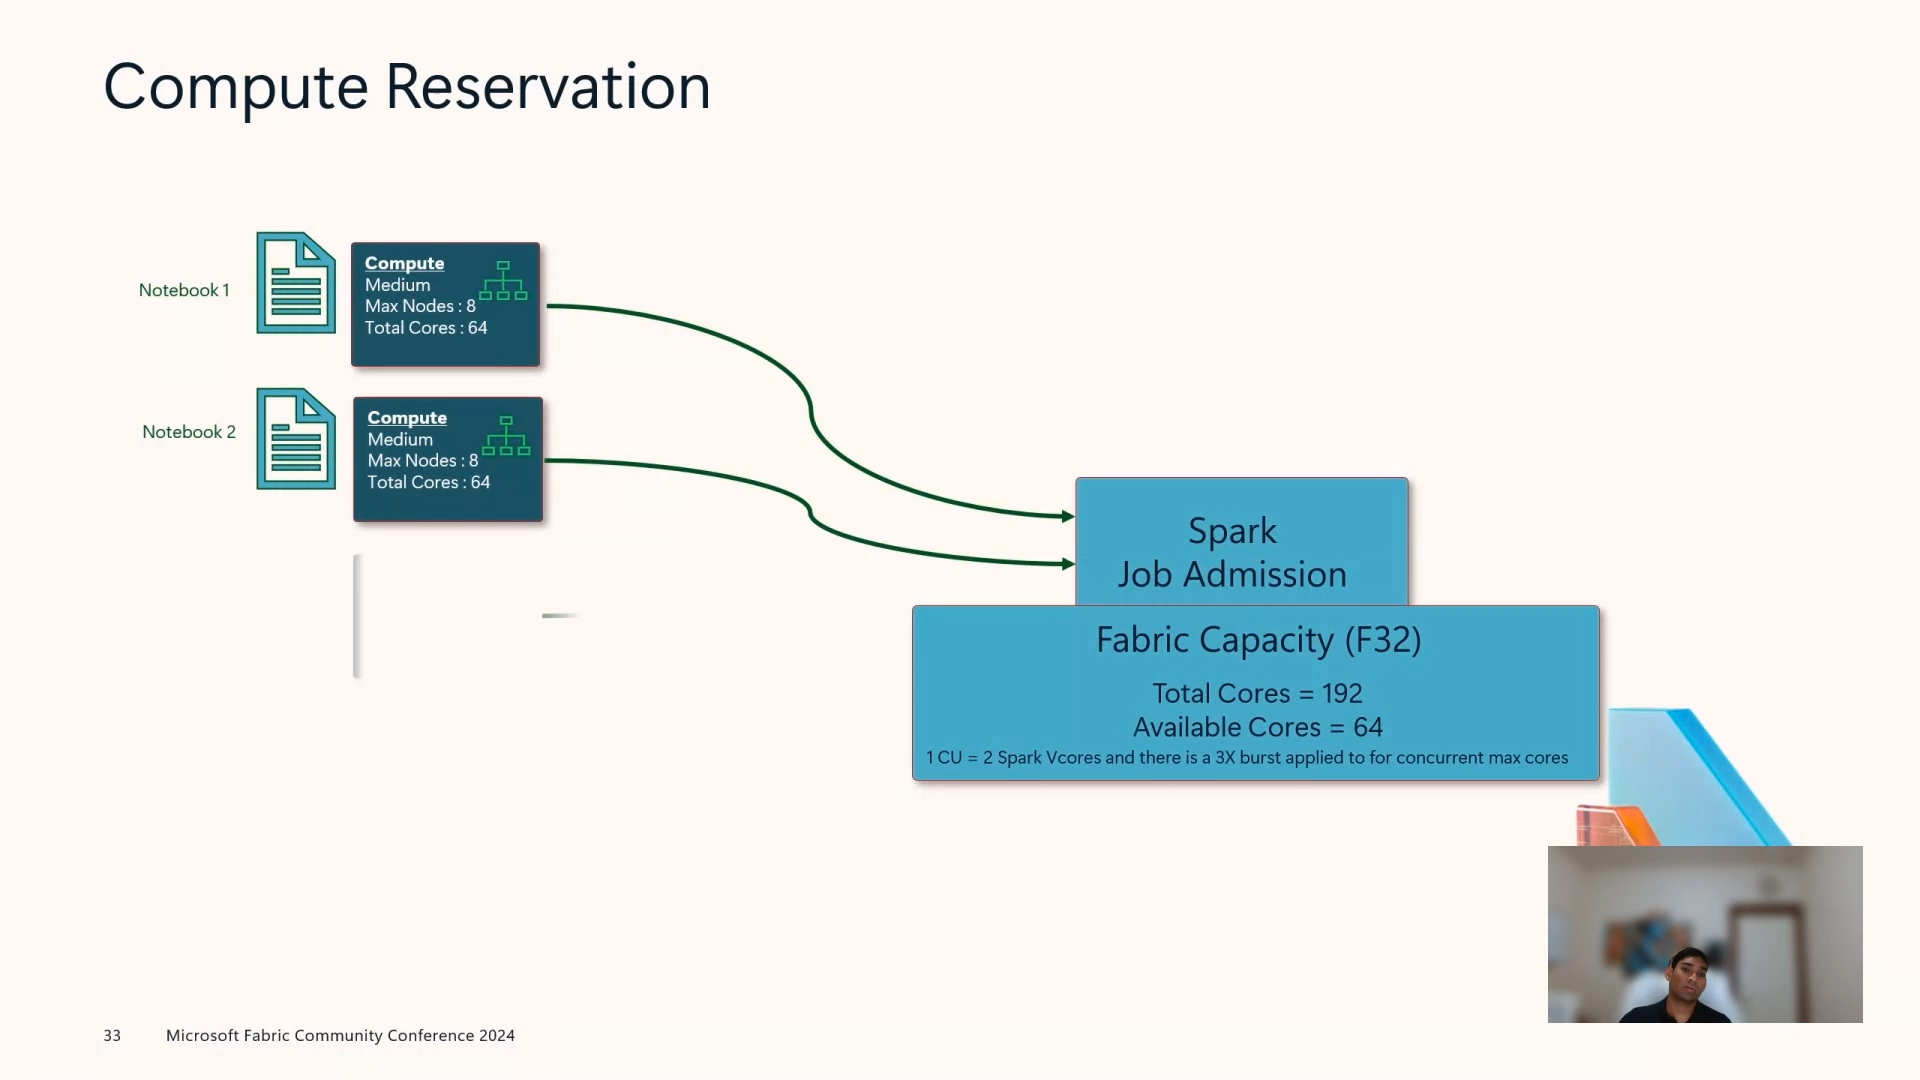 Compute Reservation
Notebook 1
Compute
Medium
Max Nodes : 8
Total Cores : 64
Notebook 2
Compute
Medium
Max Nodes : 8
Total Cores : 64
Spark
Job Admission
Fabric Capacity (F32)
Total Cores = 192
Available Cores = 64
1 CU = 2 Spark Vcores and there is a 3X burst applied to for concurrent max cores
33 Microsoft Fabric Community Conference 2024